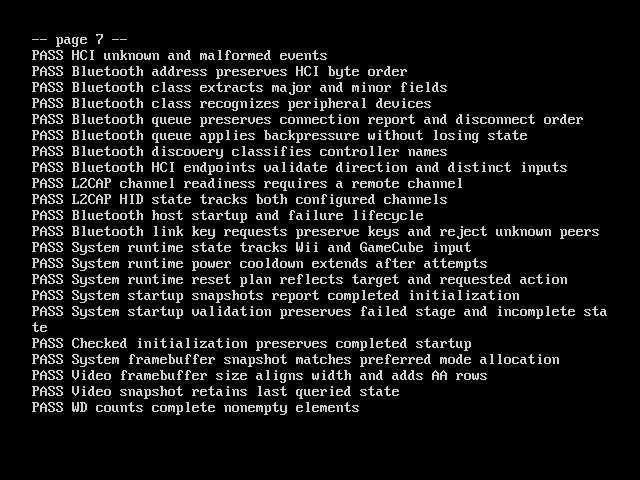 -- page 7 --
PASS HCI unknown and malformed events
PASS Bluetooth address preserves HCI byte order
PASS Bluetooth class extracts major and minor fields
PASS Bluetooth class recognizes peripheral devices
PASS Bluetooth queue preserves connection report and disconnect order
PASS Bluetooth queue applies backpressure without losing state
PASS Bluetooth discovery classifies controller names
PASS Bluetooth HCI endpoints validate direction and distinct inputs
PASS L2CAP channel readiness requires a remote channel
PASS L2CAP HID state tracks both configured channels
PASS Bluetooth host startup and failure lifecycle
PASS Bluetooth link key requests preserve keys and reject unknown peers
PASS System runtime state tracks Wii and GameCube input
PASS System runtime power cooldown extends after attempts
PASS System runtime reset plan reflects target and requested action
PASS System startup snapshots report completed initialization
PASS System startup validation preserves failed stage and incomplete sta
te
PASS Checked initialization preserves completed startup
PASS System framebuffer snapshot matches preferred mode allocation
PASS Video framebuffer size aligns width and adds AA rows
PASS Video snapshot retains last queried state
PASS WD counts complete nonempty elements